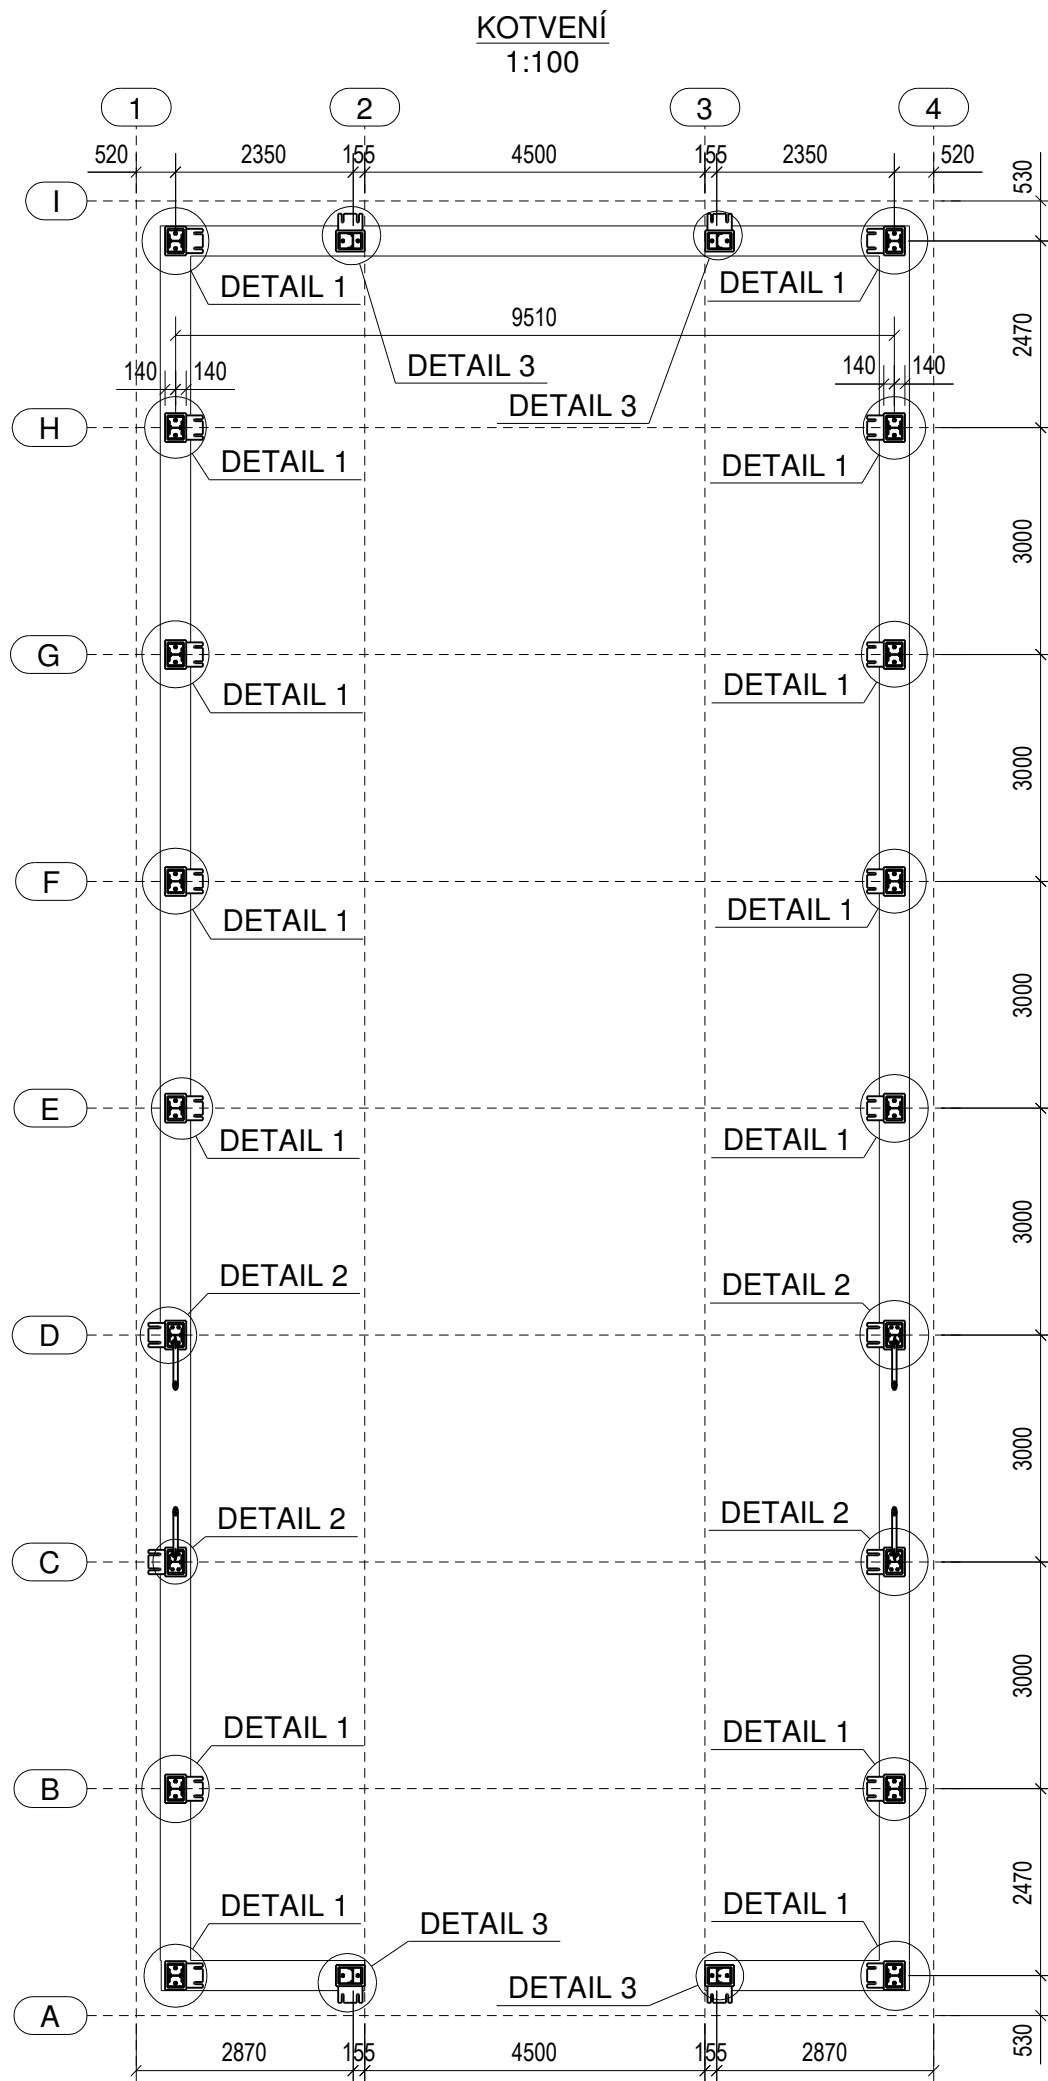 KOTVENÍ
1:100
1 2 3 4
520 2350 155 4500 155 2350 520
530
I
DETAIL 1 DETAIL 1
9510
2470
DETAIL 3
140 140 140 140
DETAIL 3
H
DETAIL 1 DETAIL 1
3000
G
DETAIL 1 DETAIL 1
3000
F
DETAIL 1 DETAIL 1
3000
E
DETAIL 1 DETAIL 1
3000
DETAIL 2 DETAIL 2
D
3000
DETAIL 2 DETAIL 2
C
3000
DETAIL 1 DETAIL 1
B
2470
DETAIL 1 DETAIL 1
DETAIL 3
DETAIL 3
A
530
2870 155 4500 155 2870